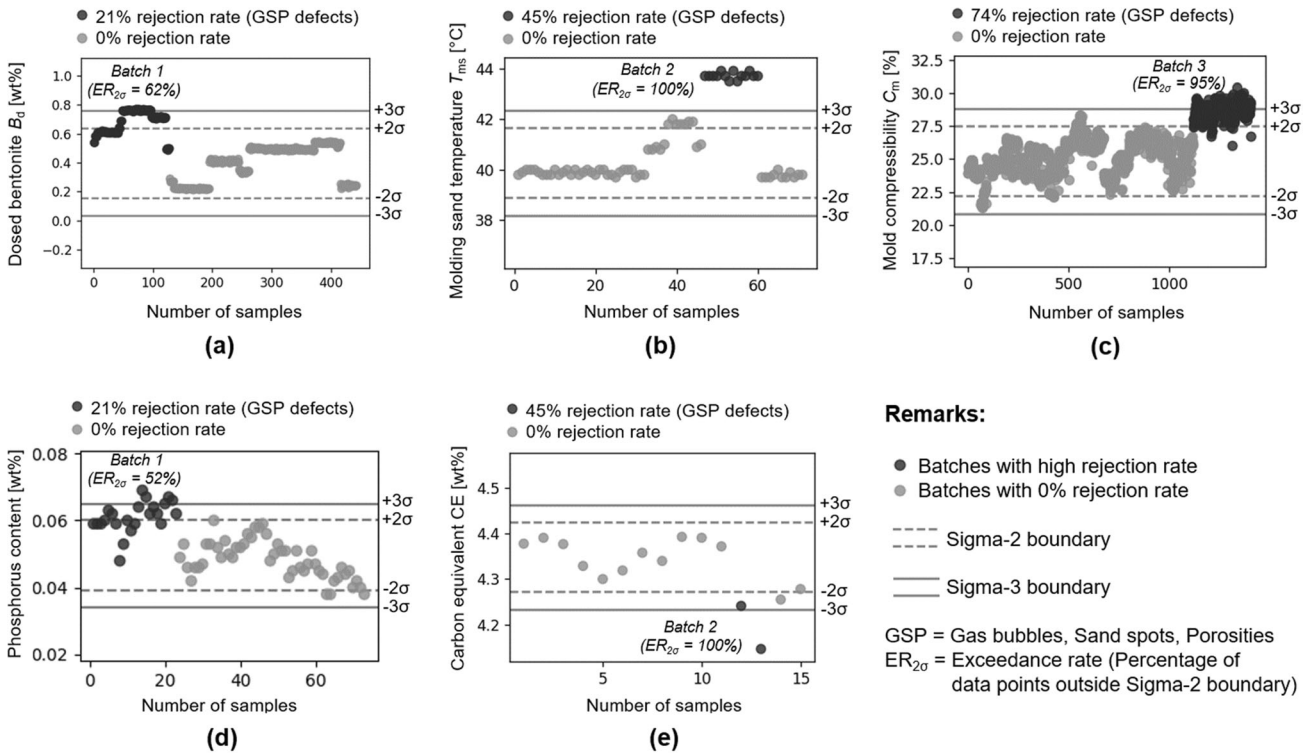 21% rejection rate (GSP defects)
0% rejection rate
Dosed bentonite B_d [wt%]
Batch 1
(ER_2σ = 62%)
1.0
0.8
0.6
0.4
0.2
0.0
−0.2
+3σ
+2σ
-2σ
-3σ
0 100 200 300 400
Number of samples
(a)
45% rejection rate (GSP defects)
0% rejection rate
Molding sand temperature T_ms [°C]
Batch 2
(ER_2σ = 100%)
44
42
40
38
+3σ
+2σ
-2σ
-3σ
0 20 40 60
Number of samples
(b)
74% rejection rate (GSP defects)
0% rejection rate
Mold compressibility C_m [%]
Batch 3
(ER_2σ = 95%)
32.5
30.0
27.5
25.0
22.5
20.0
17.5
+3σ
+2σ
-2σ
-3σ
0 500 1000
Number of samples
(c)
21% rejection rate (GSP defects)
0% rejection rate
Phosphorus content [wt%]
Batch 1
(ER_2σ = 52%)
0.08
0.06
0.04
0.02
+3σ
+2σ
-2σ
-3σ
0 20 40 60
Number of samples
(d)
45% rejection rate (GSP defects)
0% rejection rate
Carbon equivalent CE [wt%]
4.5
4.4
4.3
4.2
+3σ
+2σ
-2σ
-3σ
Batch 2
(ER_2σ = 100%)
5 10 15
Number of samples
(e)
Remarks:
Batches with high rejection rate
Batches with 0% rejection rate
Sigma-2 boundary
Sigma-3 boundary
GSP = Gas bubbles, Sand spots, Porosities
ER_2σ = Exceedance rate (Percentage of
data points outside Sigma-2 boundary)